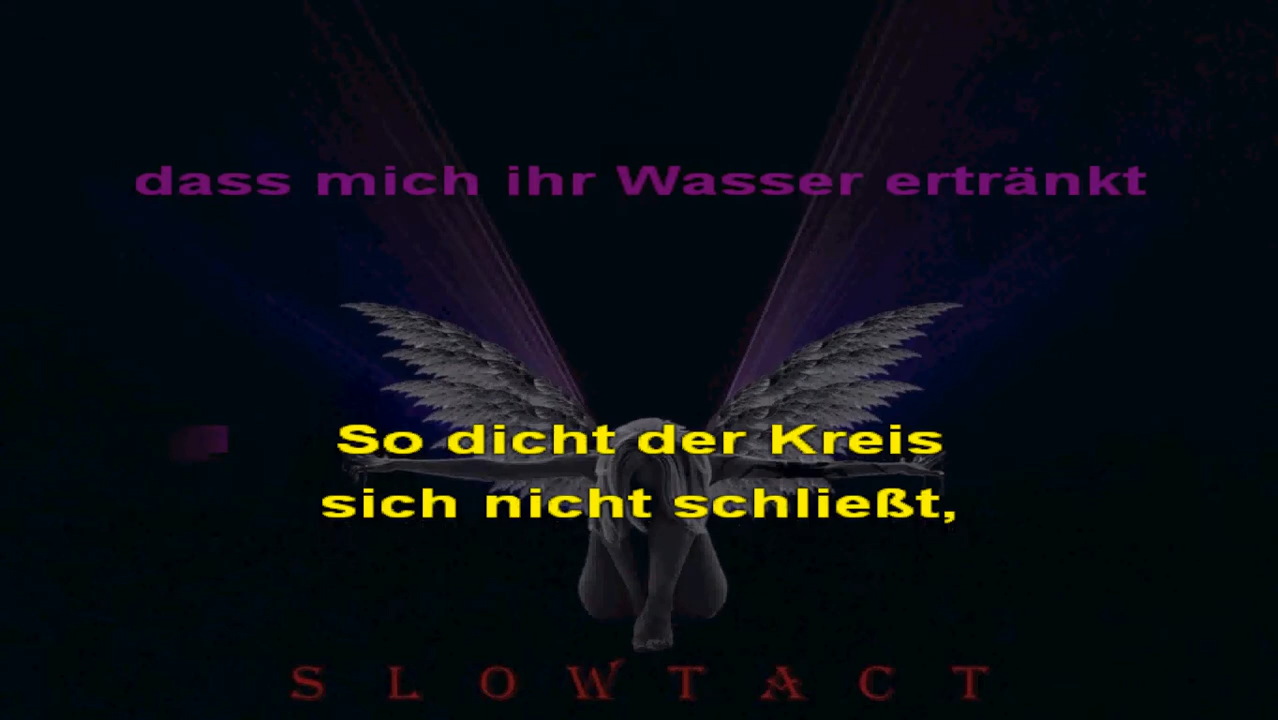 dass mich ihr Wasser ertränkt
So dicht der Kreis
sich nicht schließt,
SLOWTACT